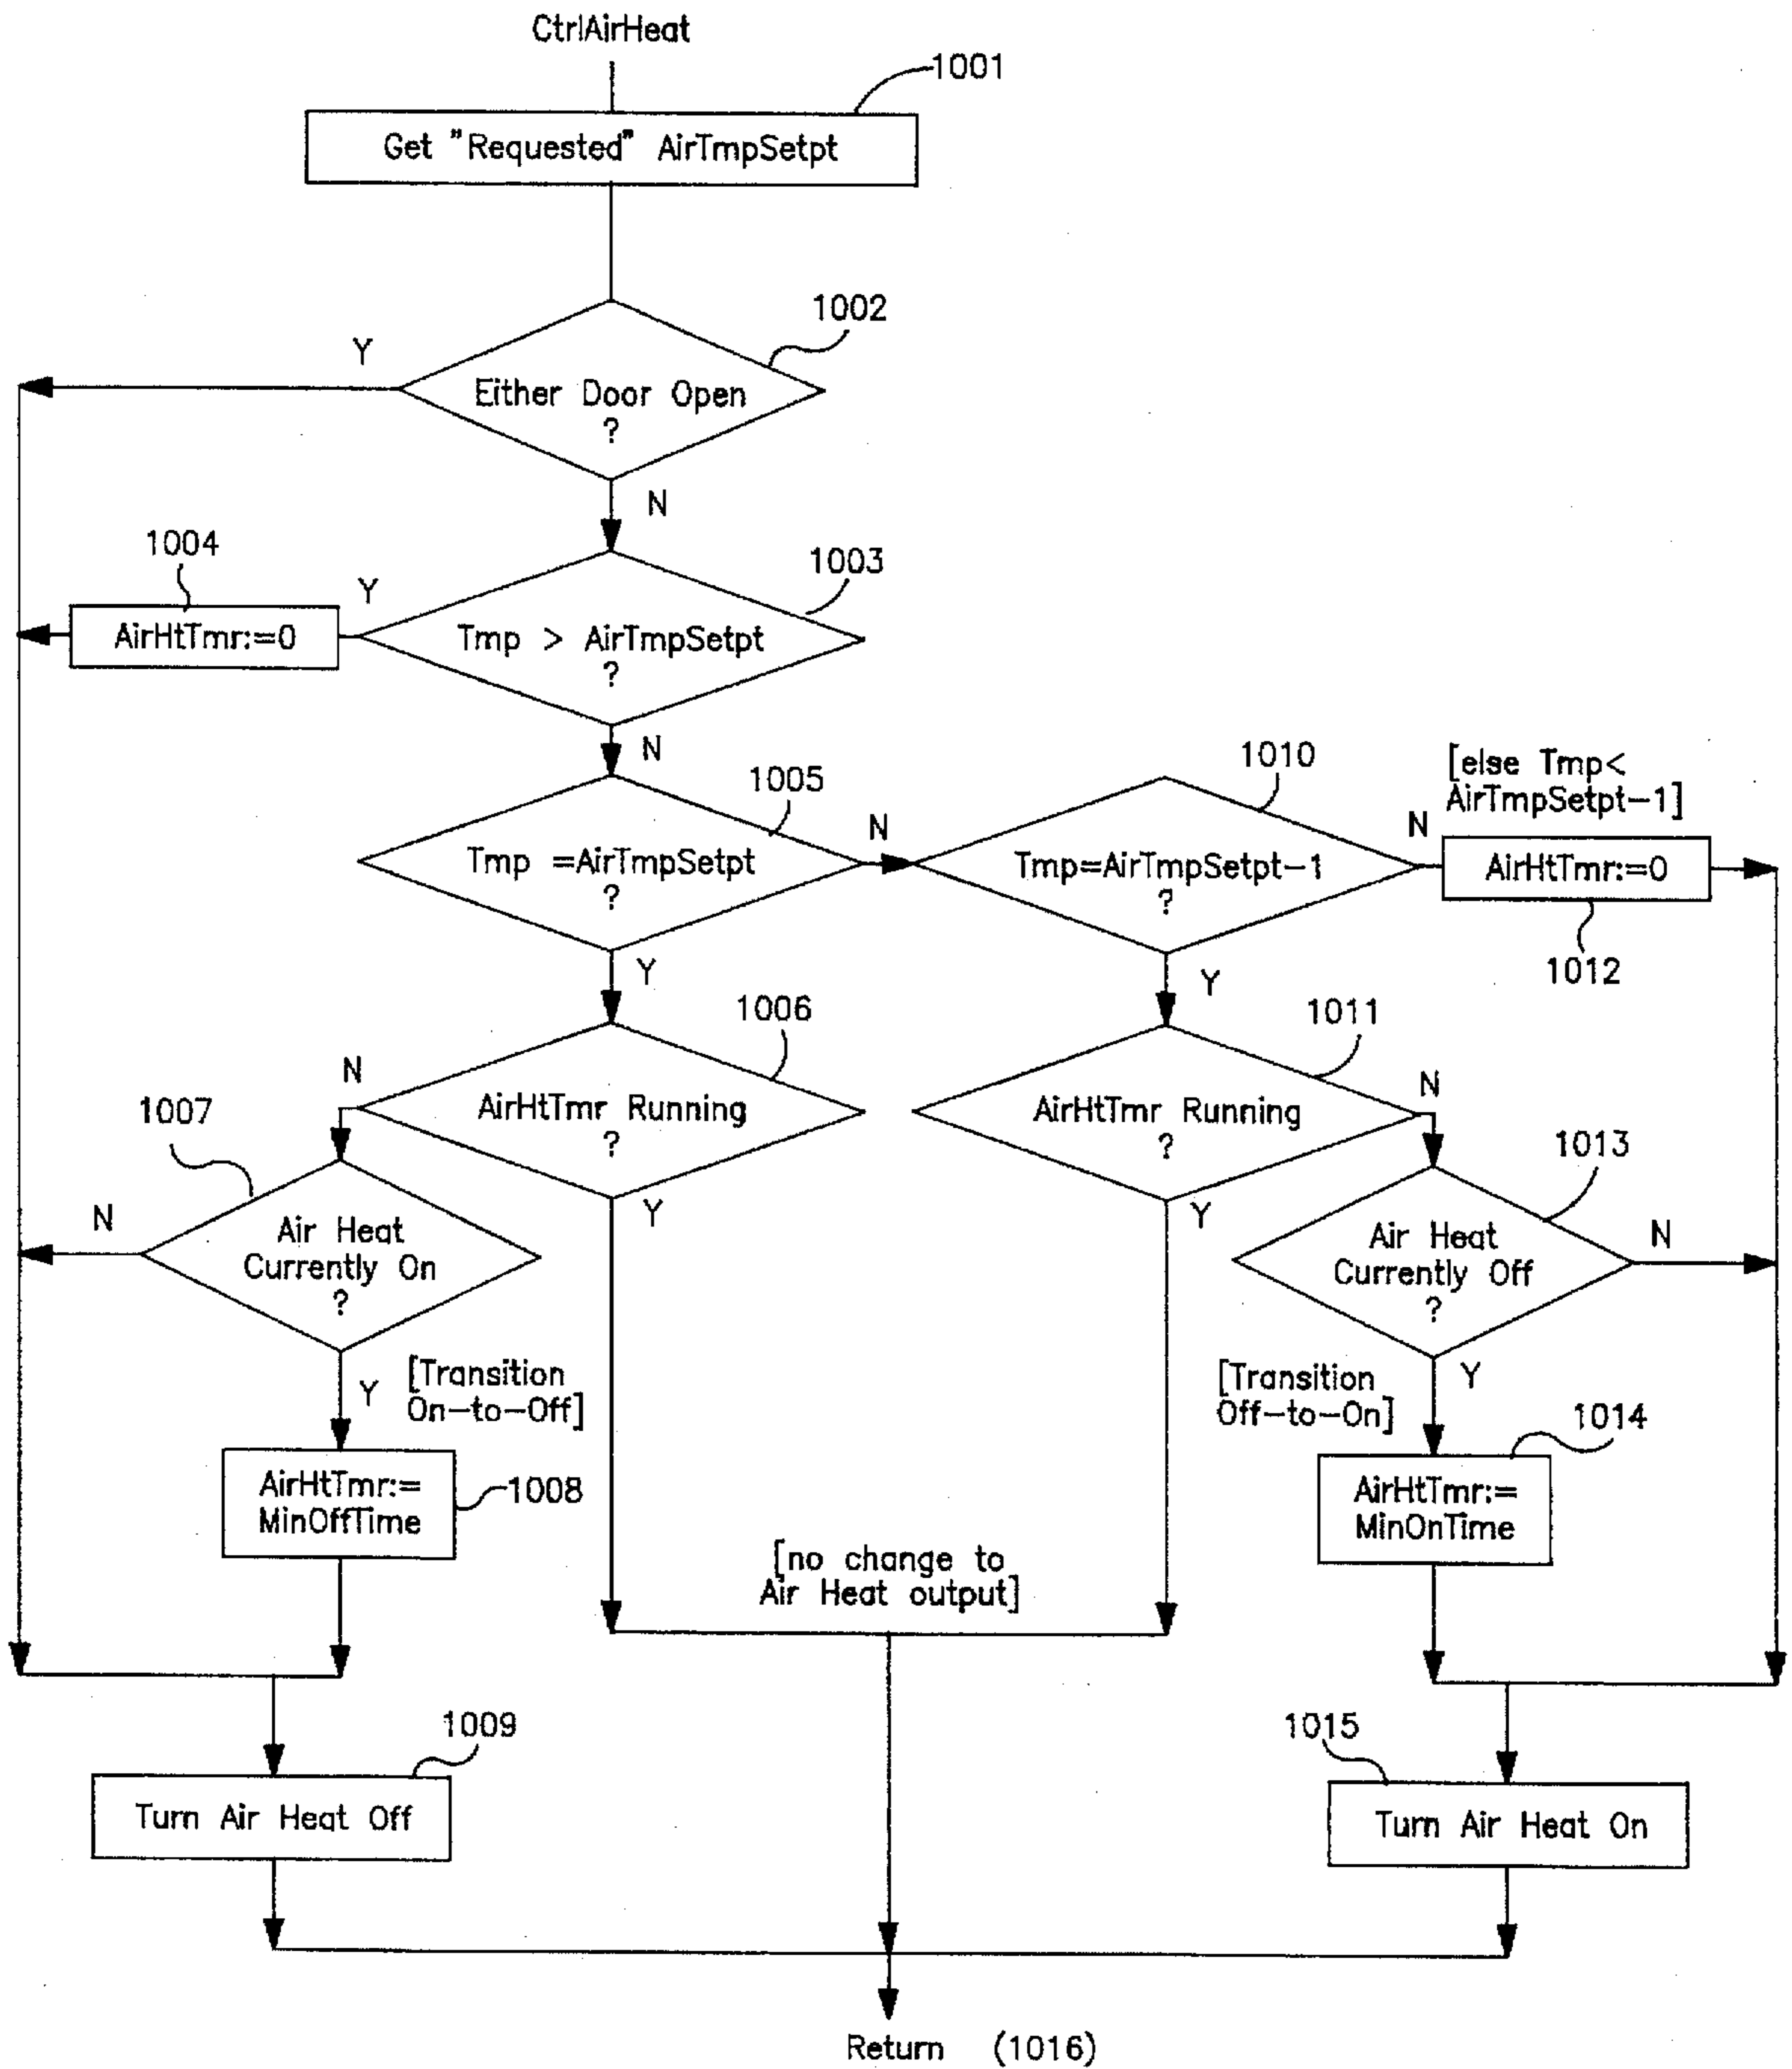 CtrlAirHeat
1001
Get "Requested" AirTmpSetpt
1002
Y
Either Door Open
?
N
1004
1003
Y
AirHtTmr:=0
Tmp > AirTmpSetpt
?
N
1005
1010
[else Tmp<
AirTmpSetpt-1]
N
N
Tmp =AirTmpSetpt
?
Tmp=AirTmpSetpt-1
?
AirHtTmr:=0
1012
Y
Y
1006
1011
N
N
AirHtTmr Running
?
AirHtTmr Running
?
1007
1013
Y
Y
N
Air Heat
Currently On
?
Air Heat
Currently Off
?
N
Y
[Transition
On-to-Off]
[Transition
Off-to-On]
Y
1014
AirHtTmr:=
MinOffTime
1008
AirHtTmr:=
MinOnTime
[no change to
Air Heat output]
1009
1015
Turn Air Heat Off
Turn Air Heat On
Return (1016)